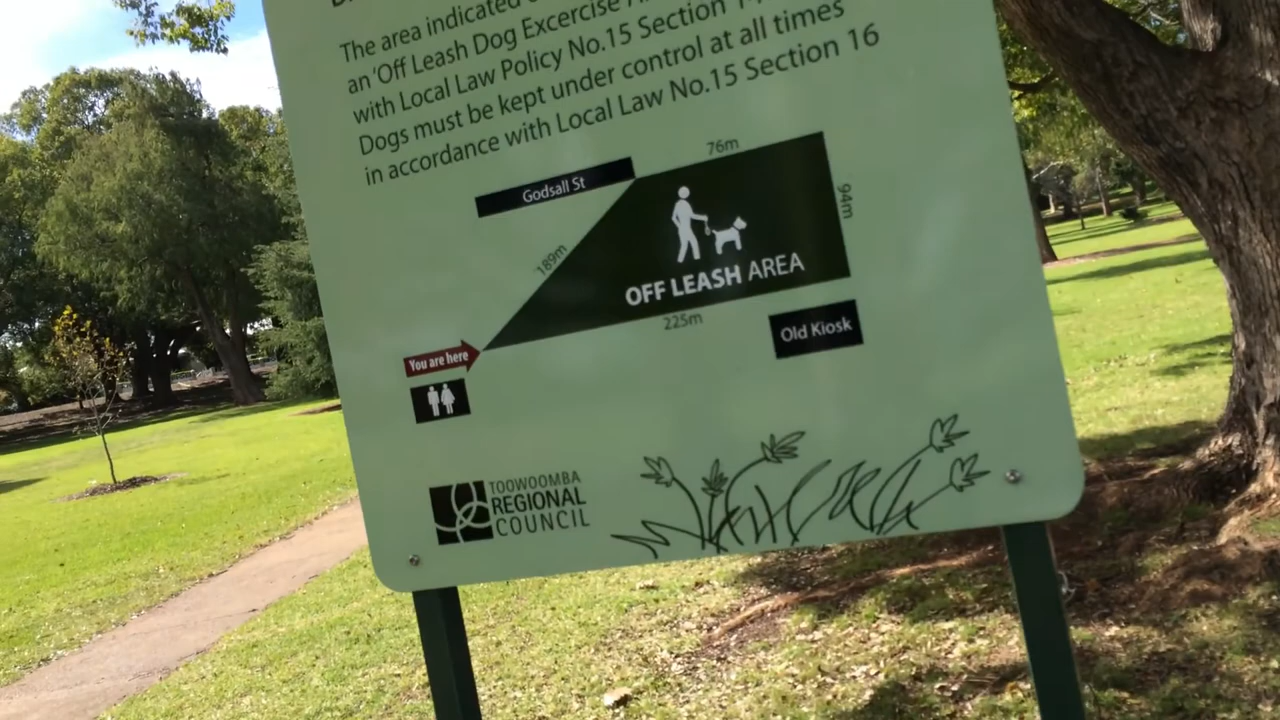 The area indicated
an 'Off Leash Dog Excercise
with Local Law Policy No.15 Section
Dogs must be kept under control at all times
in accordance with Local Law No.15 Section 16
76m
Godsall St
94m
189m
OFF LEASH AREA
225m
Old Kiosk
You are here
TOOWOOMBA
REGIONAL
COUNCIL